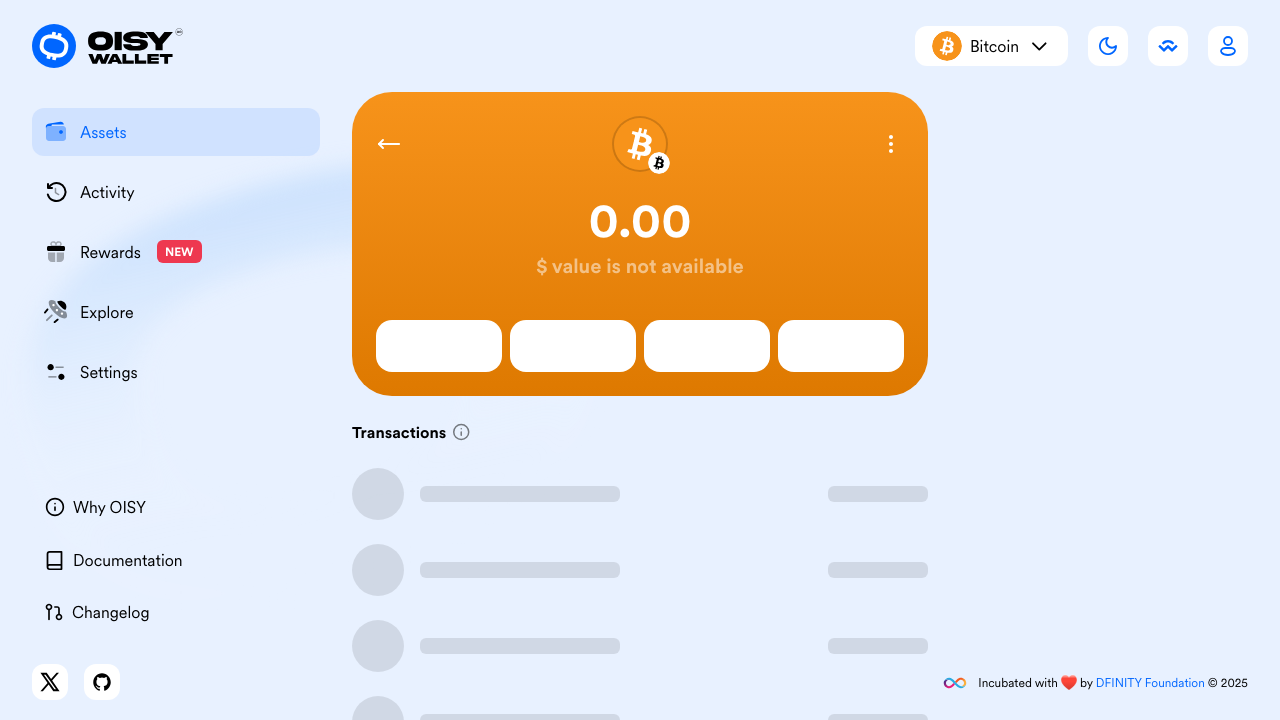 OISY
WALLET
Bitcoin
Assets
Activity
Rewards NEW
Explore
Settings
0.00
$ value is not available
Transactions
Why OISY
Documentation
Changelog
Incubated with ❤️ by DFINITY Foundation © 2025